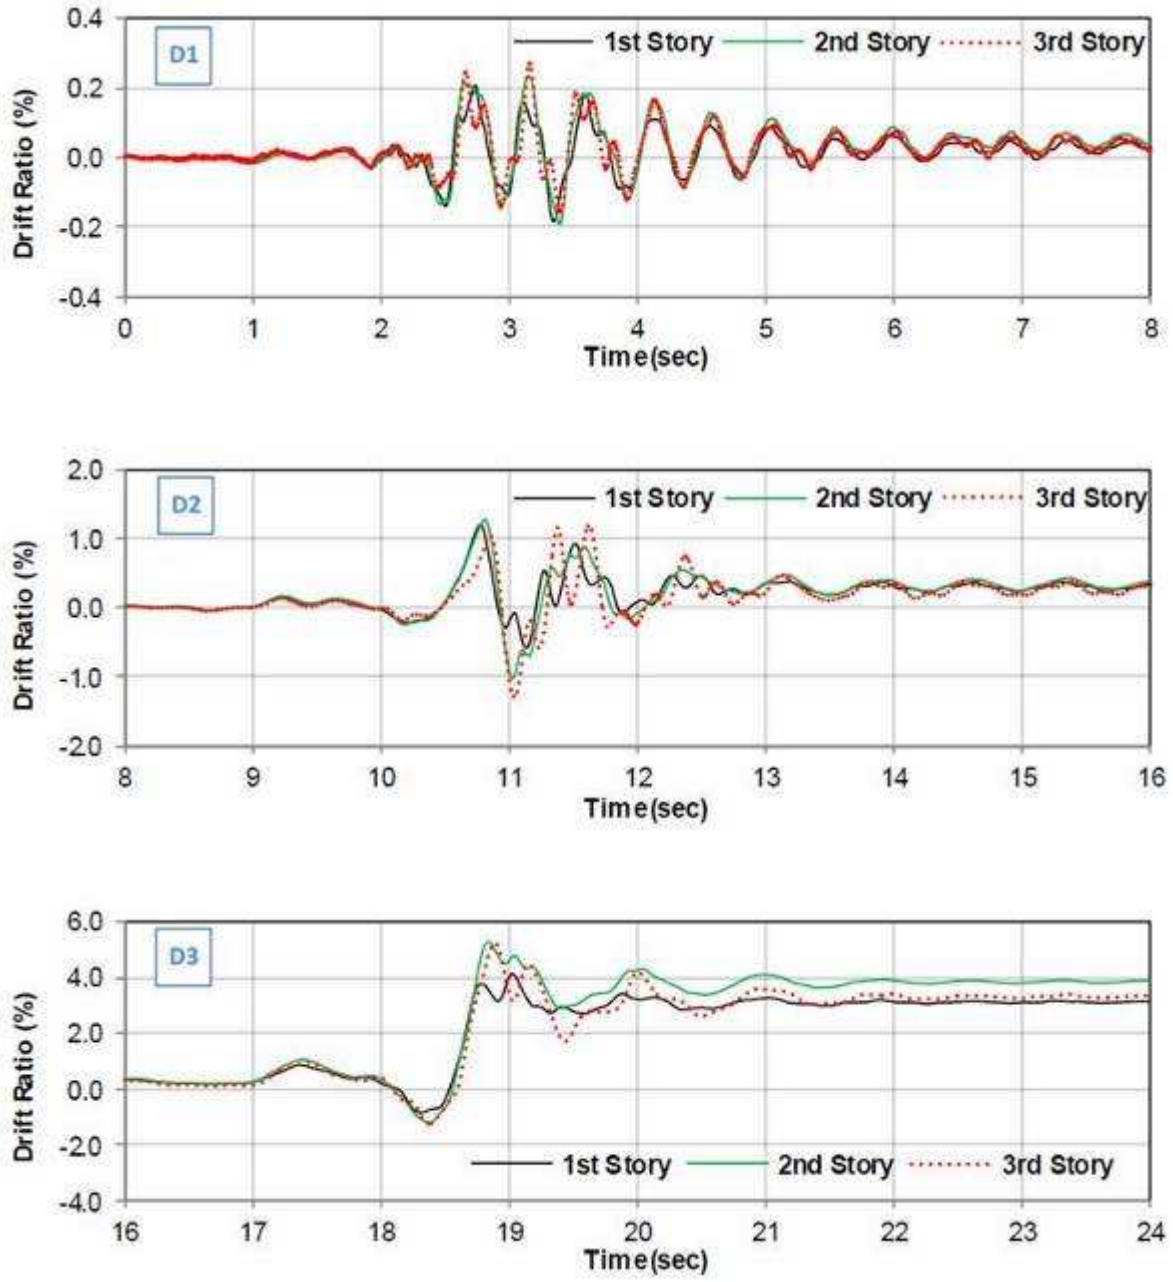 0.4
D1
1st Story 2nd Story 3rd Story
0.2
0.0
-0.2
-0.4
Drift Ratio (%)
0 1 2 3 4 5 6 7 8
Time(sec)
2.0
D2
1st Story 2nd Story 3rd Story
1.0
0.0
-1.0
-2.0
Drift Ratio (%)
8 9 10 11 12 13 14 15 16
Time(sec)
6.0
D3
4.0
2.0
0.0
-2.0
1st Story 2nd Story 3rd Story
-4.0
Drift Ratio (%)
16 17 18 19 20 21 22 23 24
Time(sec)